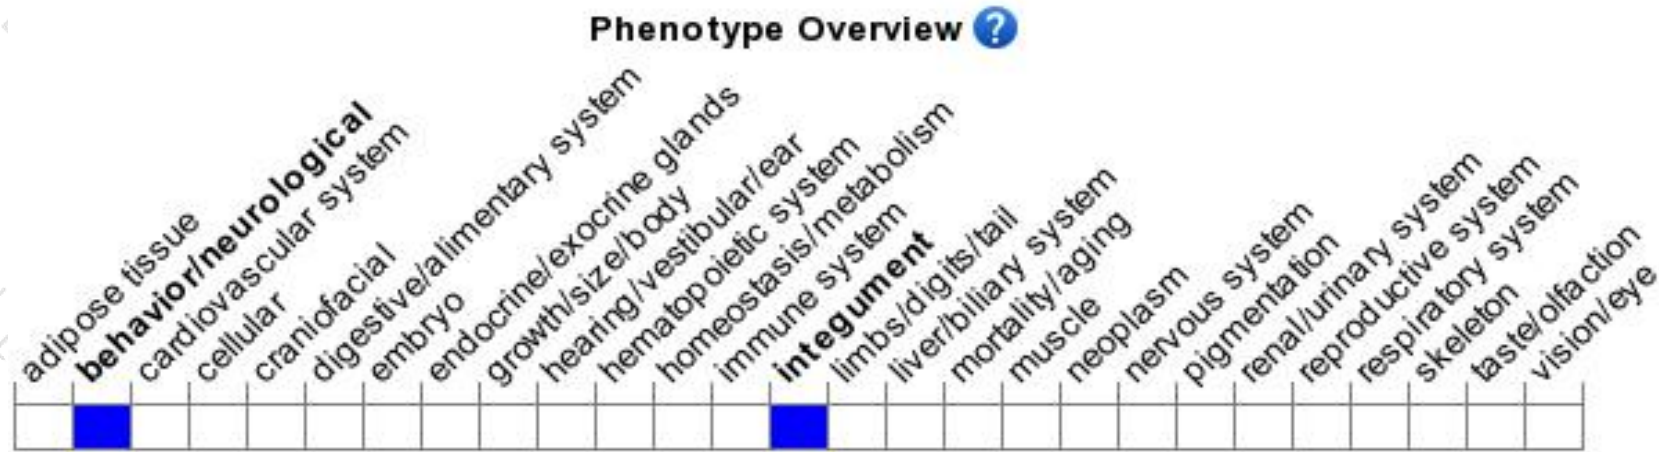 Phenotype Overview ?
adipose tissue
behavior/neurological
cardiovascular system
cellular
craniofacial
digestive/alimentary system
embryo
endocrine/exocrine glands
growth/size/body
hearing/vestibular/ear
hematopoietic system
homeostasis/metabolism
immune system
integument
limbs/digits/tail
liver/biliary system
mortality/aging
muscle
neoplasm
nervous system
pigmentation
renal/urinary system
reproductive system
respiratory system
skeleton
taste/olfaction
vision/eye